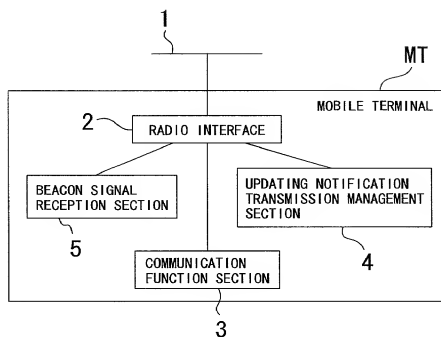 1
MT
MOBILE TERMINAL
2
RADIO INTERFACE
BEACON SIGNAL
RECEPTION SECTION
5
UPDATING NOTIFICATION
TRANSMISSION MANAGEMENT
SECTION
4
COMMUNICATION
FUNCTION SECTION
3